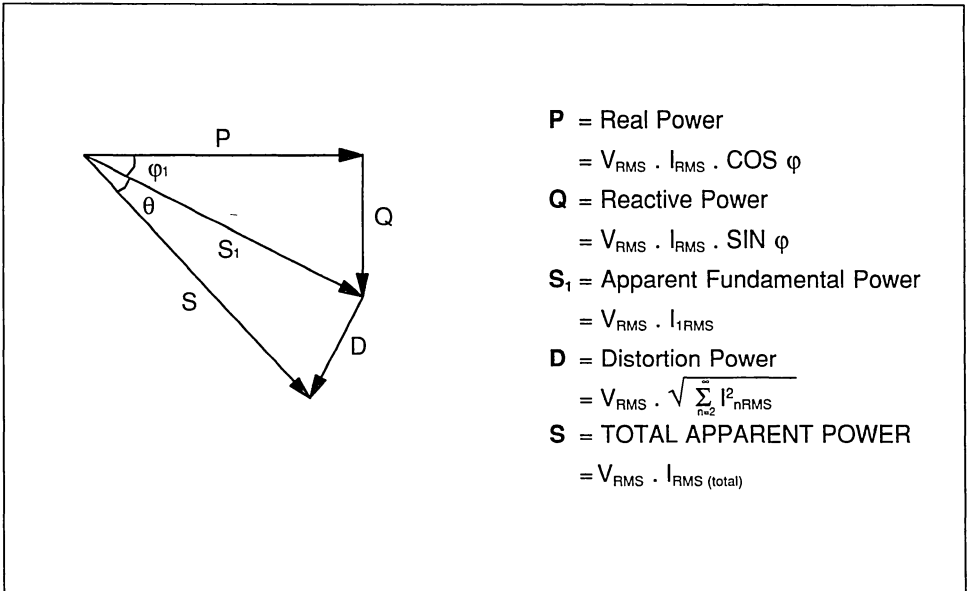 P
φ1
θ
Q
S1
S
D
P = Real Power
= VRMS . IRMS . COS φ
Q = Reactive Power
= VRMS . IRMS . SIN φ
S1 = Apparent Fundamental Power
= VRMS . I1RMS
D = Distortion Power
= VRMS . √ ∞ Σ n=2 I²nRMS
S = TOTAL APPARENT POWER
= VRMS . IRMS (total)